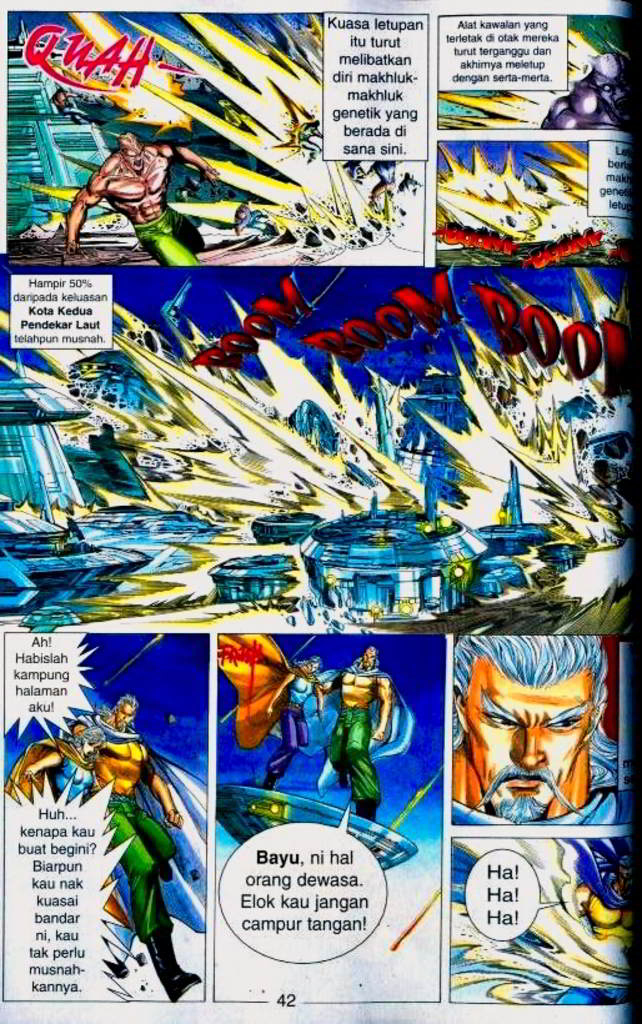 QUAH
Kuasa letupan
itu turut
melibatkan
diri makhluk-
makhluk
genetik yang
berada di
sana sini.
Alat kawalan yang
terletak di otak mereka
turut terganggu dan
akhirnya meletup
dengan serta-merta.
BOOM
BOOM
Hampir 50%
daripada keluasan
Kota Kedua
Pendekar Laut
telahpun musnah.
BOOM
BOOM
BOOM
Ah!
Habislah
kampung
halaman
aku!
Huh...
kenapa kau
buat begini?
Biarpun
kau nak
kuasai
bandar
ni, kau
tak perlu
musnah-
kannya.
Bayu, ni hal
orang dewasa.
Elok kau jangan
campur tangan!
Ha!
Ha!
Ha!
42